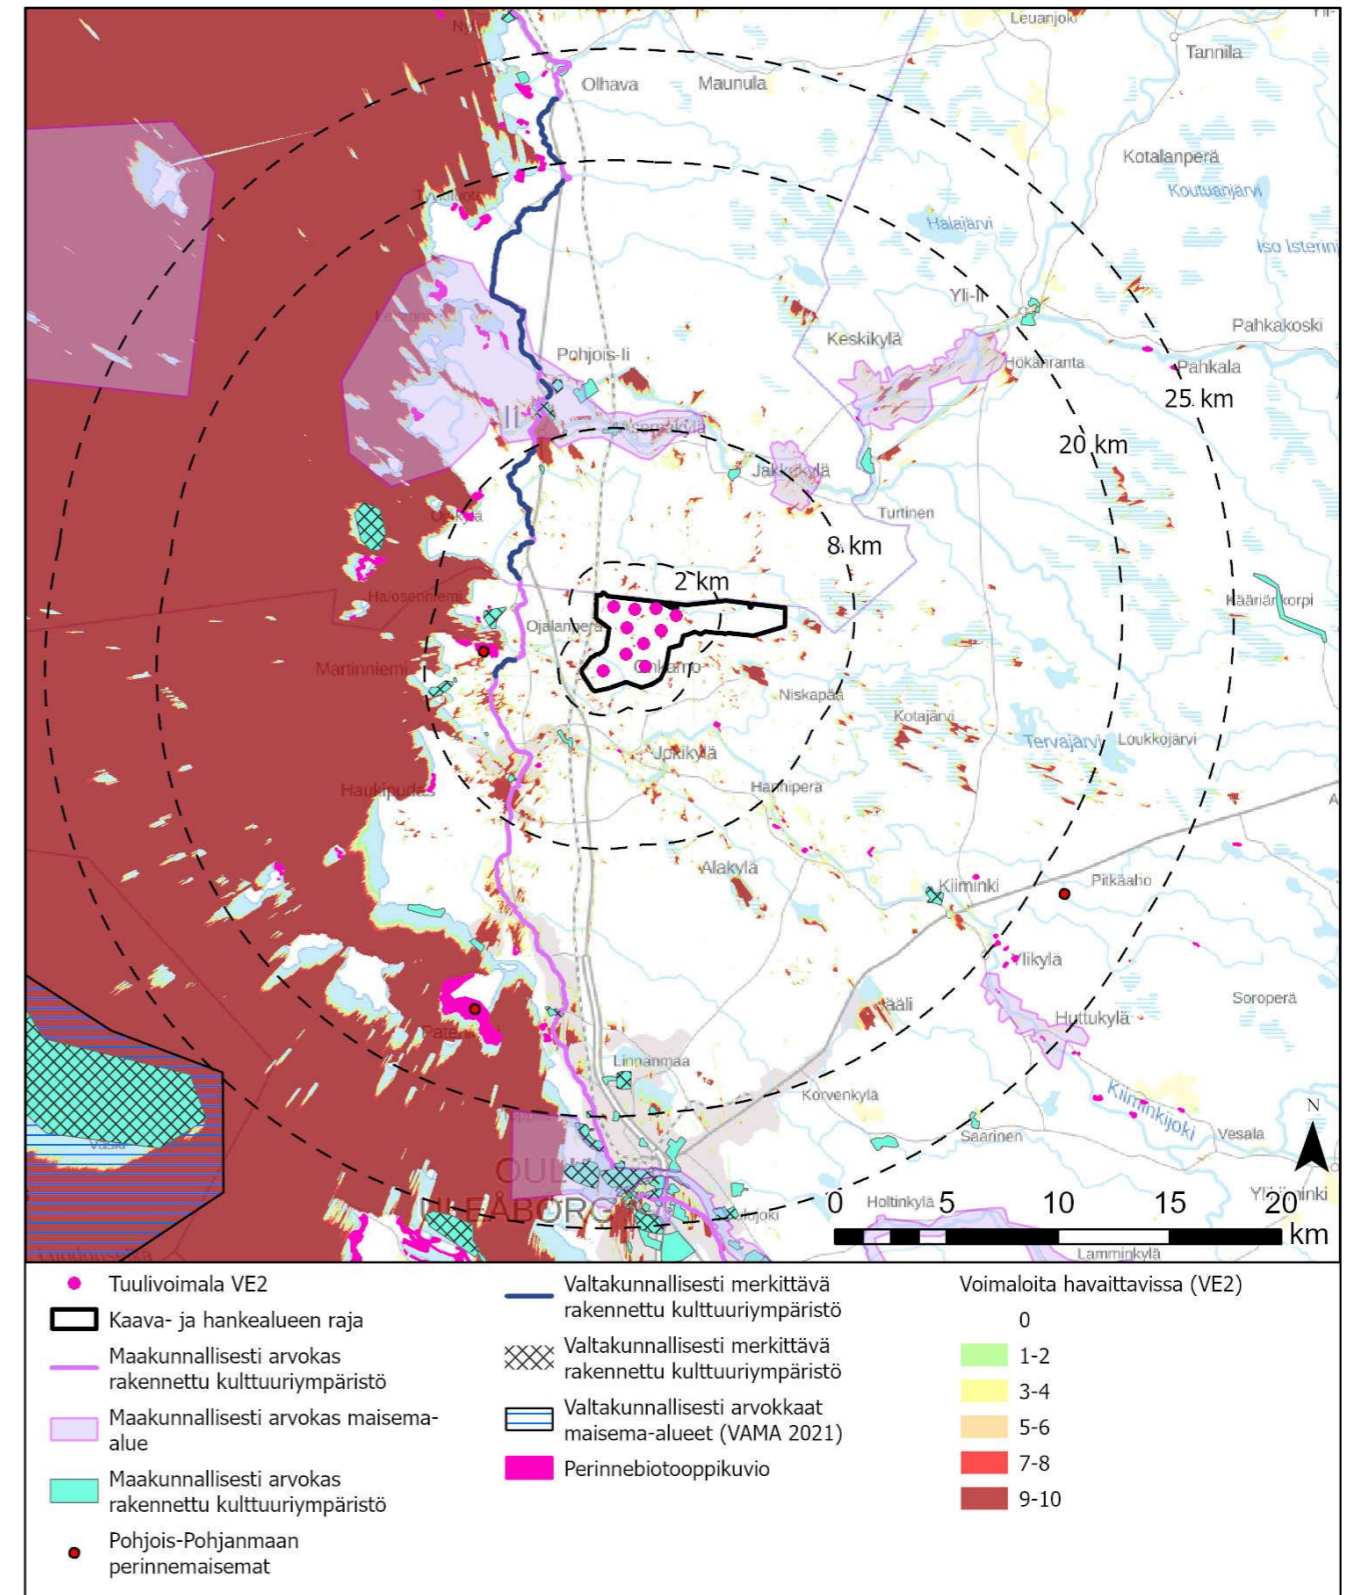 Leuanjoki
Tannilla
Olhava
Maunula
Kotalanperä
Koutuanjärvi
Halajärvi
Iso Isterinj
Yli-Ii
Pahkakoski
Keskikylä
Pohjois-Ii
Hökänranta
Pahkala
25 km
Ii
20 km
Jakkukylä
Turtinen
8 km
2 km
Kääriänkorpi
Halosenniemi
Ojalanperä
Martinniemi
Onkamo
Niskapää
Kotajärvi
Tervajärvi
Loukkojärvi
Jokikylä
Haukipudas
Hanniperä
Alakylä
Kiiminki
Pitkäaho
Ylikylä
Jääli
Soroperä
Huttukylä
Linnanmaa
Korvenkylä
Kiiminkijoki
N
Saarinen
Vesala
OULU
ULEÅBORG
Holtinkylä
Lamminkylä
0 5 10 15 20
km
Tuulivoimala VE2
Kaava- ja hankealueen raja
Maakunnallisesti arvokas
rakennettu kulttuuriympäristö
Maakunnallisesti arvokas maisema-
alue
Maakunnallisesti arvokas
rakennettu kulttuuriympäristö
Pohjois-Pohjanmaan
perinnemaisemat
Valtakunnallisesti merkittävä
rakennettu kulttuuriympäristö
Valtakunnallisesti merkittävä
rakennettu kulttuuriympäristö
Valtakunnallisesti arvokkaat
maisema-alueet (VAMA 2021)
Perinnebiotooppikuvio
Voimaloita havaittavissa (VE2)
0
1-2
3-4
5-6
7-8
9-10